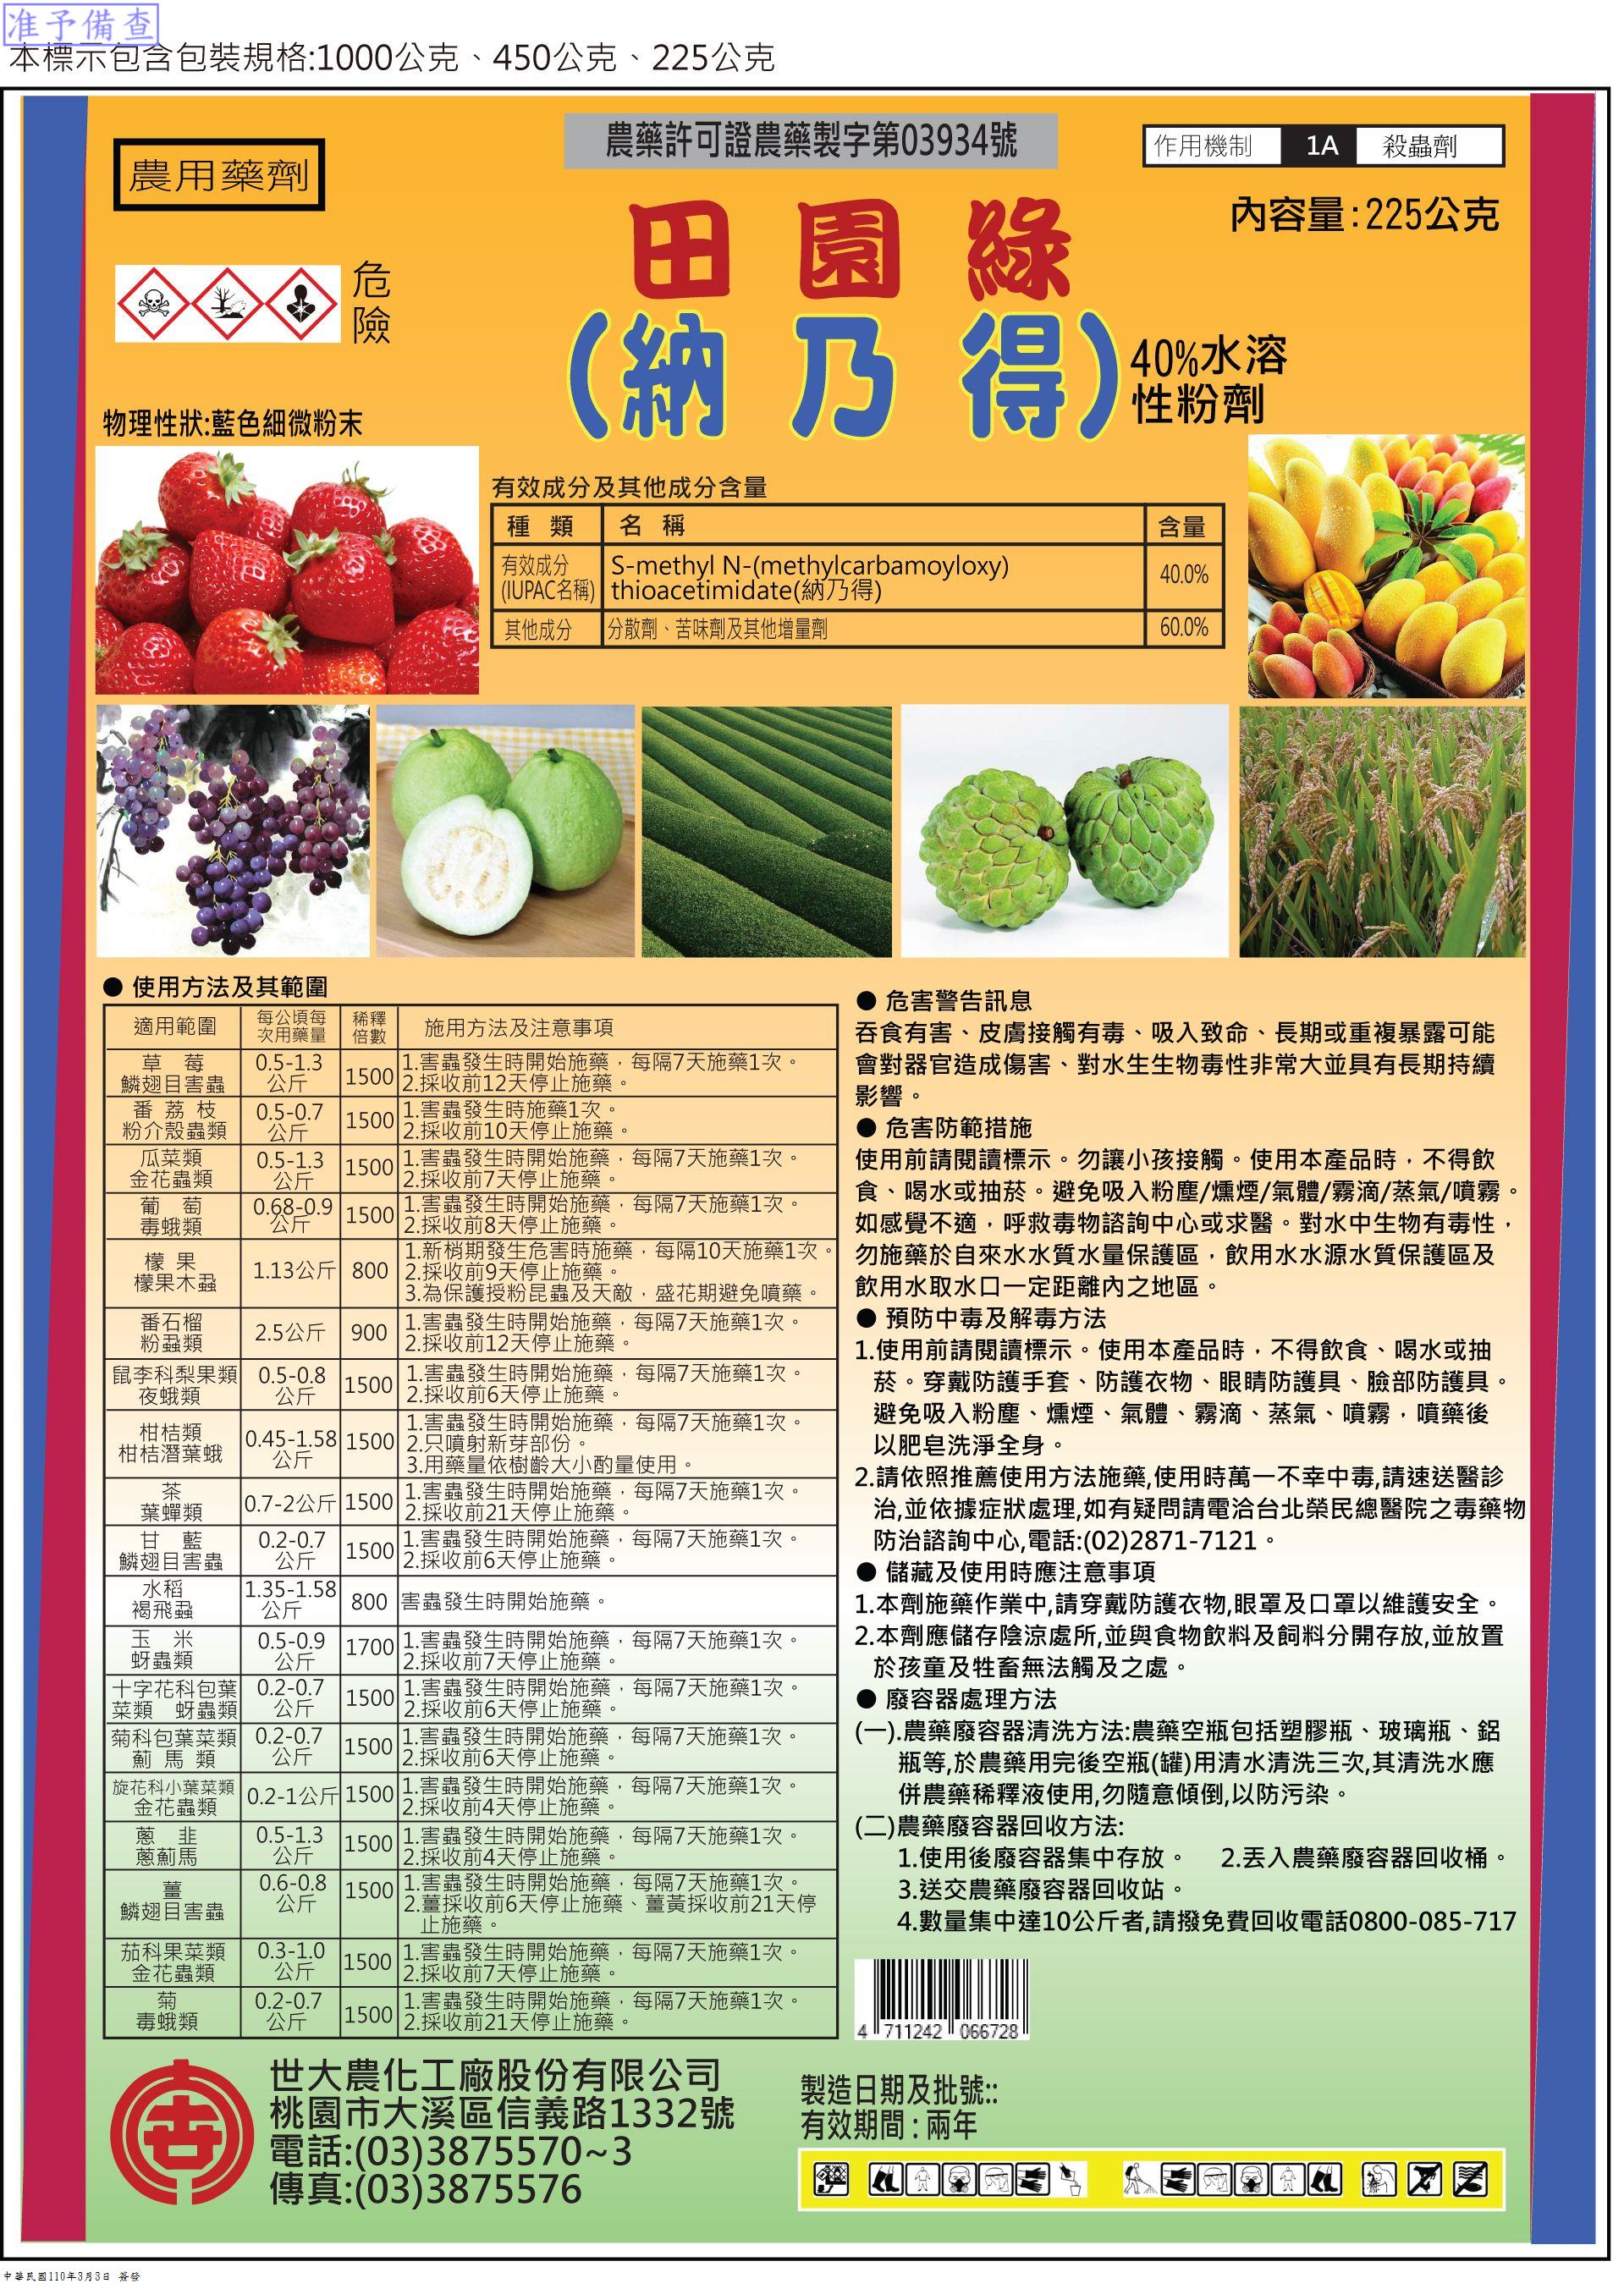 准予備查
本標示包含包裝規格:1000公克、450公克、225公克
農藥許可證農藥製字第03934號
作用機制 1A 殺蟲劑
農用藥劑
內容量:225公克
田園綠
危險
(納乃得)
40%水溶
性粉劑
物理性狀:藍色細微粉末
有效成分及其他成分含量
種 類 名 稱 含量
有效成分
(IUPAC名稱)
S-methyl N-(methylcarbamoyloxy)
thioacetimidate(納乃得)
40.0%
其他成分 分散劑、苦味劑及其他增量劑 60.0%
● 使用方法及其範圍
適用範圍
每公頃每
次用藥量
稀釋
倍數
施用方法及注意事項
草 莓
鱗翅目害蟲
0.5-1.3
公斤
1500
1.害蟲發生時開始施藥,每隔7天施藥1次。
2.採收前12天停止施藥。
番 荔 枝
粉介殼蟲類
0.5-0.7
公斤
1500
1.害蟲發生時施藥1次。
2.採收前10天停止施藥。
瓜菜類
金花蟲類
0.5-1.3
公斤
1500
1.害蟲發生時開始施藥,每隔7天施藥1次。
2.採收前7天停止施藥。
葡 萄
毒蛾類
0.68-0.9
公斤
1500
1.害蟲發生時開始施藥,每隔7天施藥1次。
2.採收前8天停止施藥。
檬 果
檬果木蝨
1.13公斤
800
1.新梢期發生危害時施藥,每隔10天施藥1次。
2.採收前9天停止施藥。
3.為保護授粉昆蟲及天敵,盛花期避免噴藥。
番石榴
粉蝨類
2.5公斤
900
1.害蟲發生時開始施藥,每隔7天施藥1次。
2.採收前12天停止施藥。
鼠李科梨果類
夜蛾類
0.5-0.8
公斤
1500
1.害蟲發生時開始施藥,每隔7天施藥1次。
2.採收前6天停止施藥。
柑桔類
柑桔潛葉蛾
0.45-1.58
公斤
1500
1.害蟲發生時開始施藥,每隔7天施藥1次。
2.只噴射新芽部份。
3.用藥量依樹齡大小酌量使用。
茶
葉蟬類
0.7-2公斤
1500
1.害蟲發生時開始施藥,每隔7天施藥1次。
2.採收前21天停止施藥。
甘 藍
鱗翅目害蟲
0.2-0.7
公斤
1500
1.害蟲發生時開始施藥,每隔7天施藥1次。
2.採收前6天停止施藥。
水稻
褐飛蝨
1.35-1.58
公斤
800
害蟲發生時開始施藥。
玉 米
蚜蟲類
0.5-0.9
公斤
1700
1.害蟲發生時開始施藥,每隔7天施藥1次。
2.採收前7天停止施藥。
十字花科包葉
菜類 蚜蟲類
0.2-0.7
公斤
1500
1.害蟲發生時開始施藥,每隔7天施藥1次。
2.採收前6天停止施藥。
菊科包葉菜類
薊 馬 類
0.2-0.7
公斤
1500
1.害蟲發生時開始施藥,每隔7天施藥1次。
2.採收前6天停止施藥。
旋花科小葉菜類
金花蟲類
0.2-1公斤
1500
1.害蟲發生時開始施藥,每隔7天施藥1次。
2.採收前4天停止施藥。
蔥 韭
蔥薊馬
0.5-1.3
公斤
1500
1.害蟲發生時開始施藥,每隔7天施藥1次。
2.採收前4天停止施藥。
薑
鱗翅目害蟲
0.6-0.8
公斤
1500
1.害蟲發生時開始施藥,每隔7天施藥1次。
2.薑採收前6天停止施藥、薑黃採收前21天停
止施藥。
茄科果菜類
金花蟲類
0.3-1.0
公斤
1500
1.害蟲發生時開始施藥,每隔7天施藥1次。
2.採收前7天停止施藥。
菊
毒蛾類
0.2-0.7
公斤
1500
1.害蟲發生時開始施藥,每隔7天施藥1次。
2.採收前21天停止施藥。
● 危害警告訊息
吞食有害、皮膚接觸有毒、吸入致命、長期或重複暴露可能
會對器官造成傷害、對水生生物毒性非常大並具有長期持續
影響。
● 危害防範措施
使用前請閱讀標示。勿讓小孩接觸。使用本產品時,不得飲
食、喝水或抽菸。避免吸入粉塵/燻煙/氣體/霧滴/蒸氣/噴霧。
如感覺不適,呼救毒物諮詢中心或求醫。對水中生物有毒性,
勿施藥於自來水水質水量保護區,飲用水水源水質保護區及
飲用水取水口一定距離內之地區。
● 預防中毒及解毒方法
1.使用前請閱讀標示。使用本產品時,不得飲食、喝水或抽
菸。穿戴防護手套、防護衣物、眼睛防護具、臉部防護具。
避免吸入粉塵、燻煙、氣體、霧滴、蒸氣、噴霧,噴藥後
以肥皂洗淨全身。
2.請依照推薦使用方法施藥,使用時萬一不幸中毒,請速送醫診
治,並依據症狀處理,如有疑問請電洽台北榮民總醫院之毒藥物
防治諮詢中心,電話:(02)2871-7121。
● 儲藏及使用時應注意事項
1.本劑施藥作業中,請穿戴防護衣物,眼罩及口罩以維護安全。
2.本劑應儲存陰涼處所,並與食物飲料及飼料分開存放,並放置
於孩童及牲畜無法觸及之處。
● 廢容器處理方法
(一).農藥廢容器清洗方法:農藥空瓶包括塑膠瓶、玻璃瓶、鋁
瓶等,於農藥用完後空瓶(罐)用清水清洗三次,其清洗水應
併農藥稀釋液使用,勿隨意傾倒,以防污染。
(二)農藥廢容器回收方法:
1.使用後廢容器集中存放。 2.丟入農藥廢容器回收桶。
3.送交農藥廢容器回收站。
4.數量集中達10公斤者,請撥免費回收電話0800-085-717
4 711242 066728
世大農化工廠股份有限公司
桃園市大溪區信義路1332號
電話:(03)3875570~3
傳真:(03)3875576
製造日期及批號::
有效期間:兩年
中華民國110年3月3日 簽發